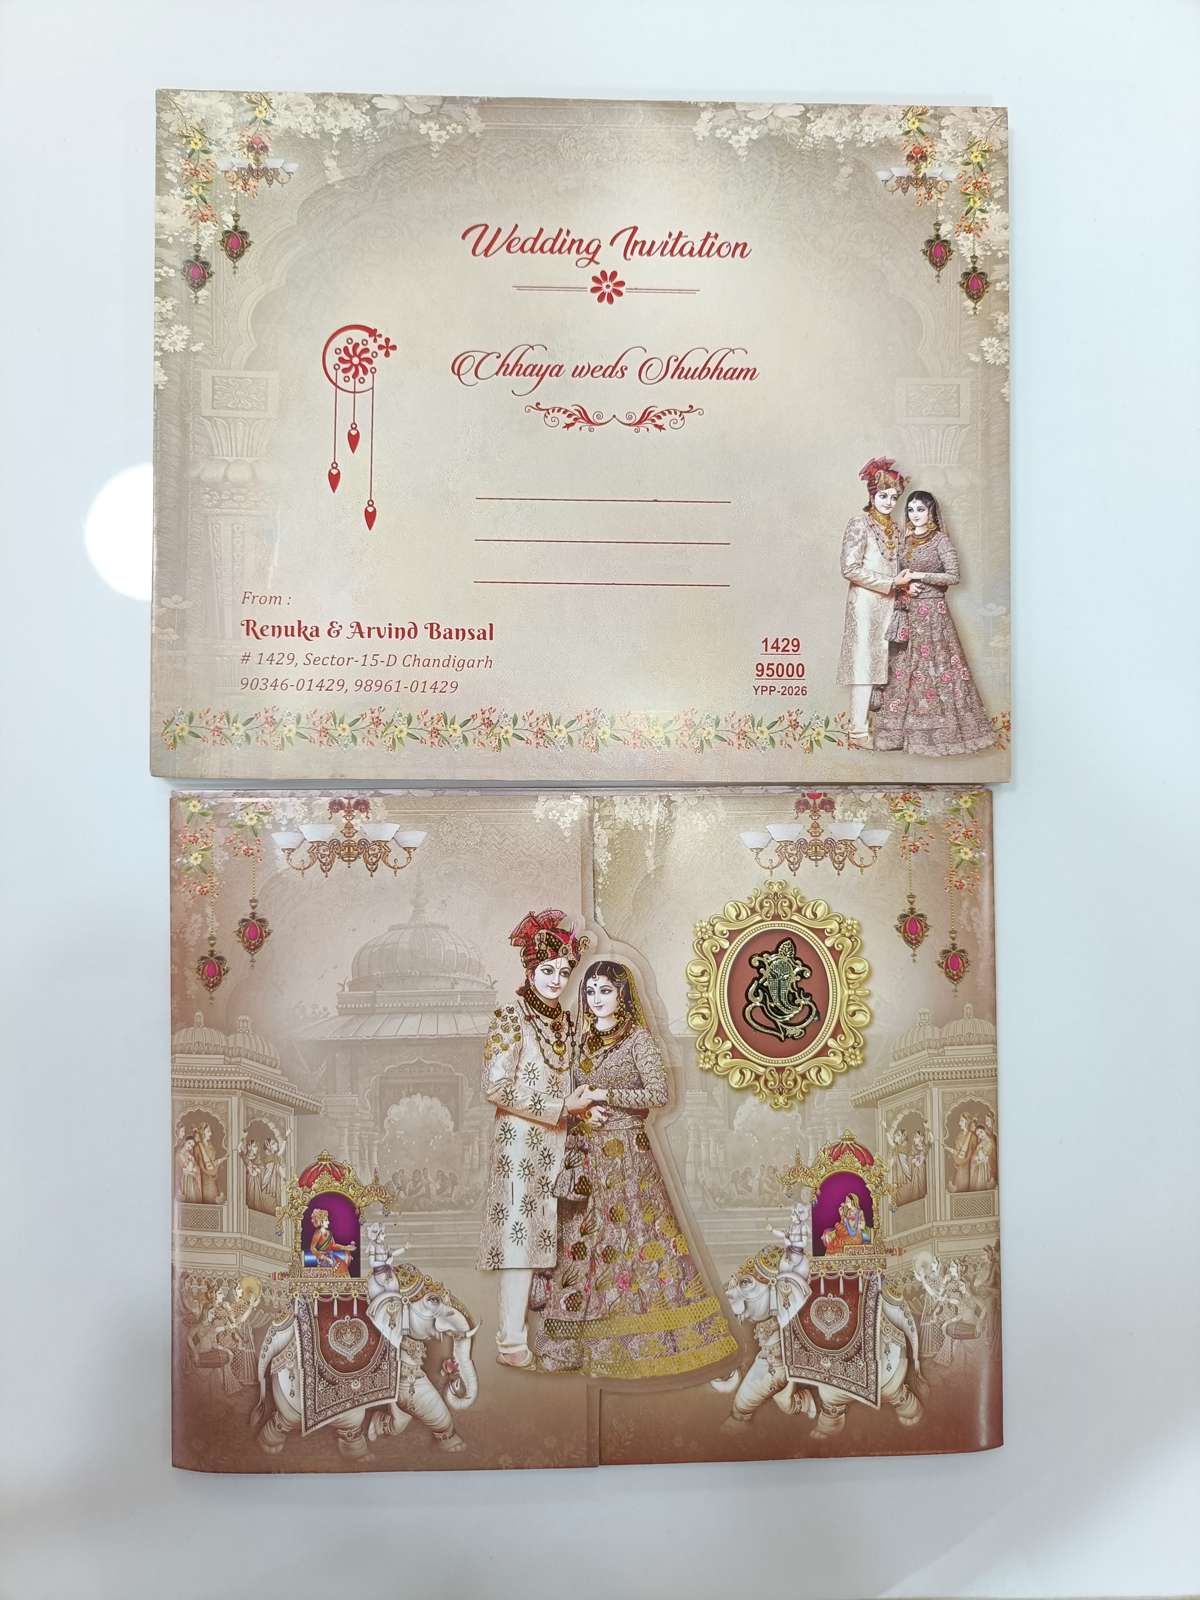 Wedding Invitation
Chhaya weds Shubham
From :
Renuka & Arvind Bansal
# 1429, Sector-15-D Chandigarh
90346-01429, 98961-01429
1429
95000
YPP-2026